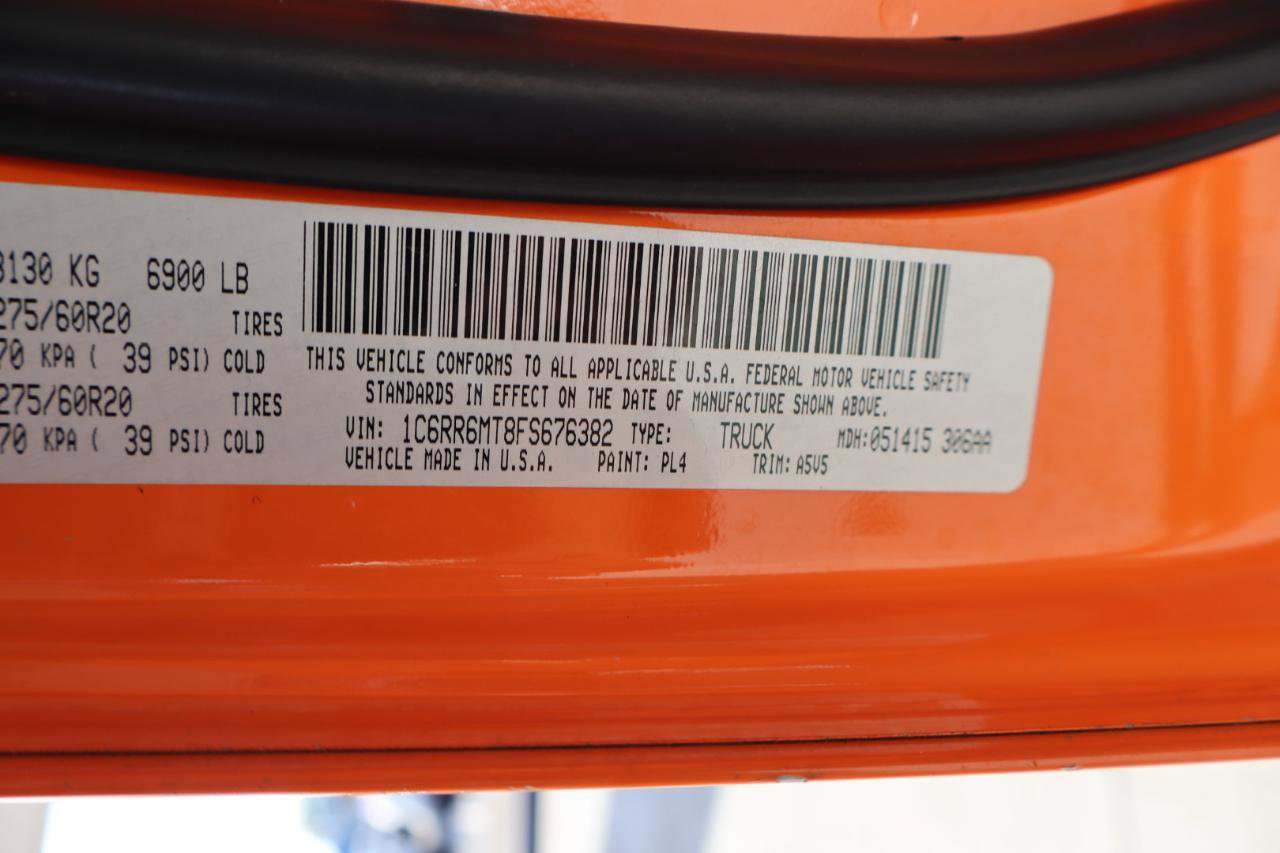 3130 KG 6900 LB
275/60R20 TIRES
70 KPA ( 39 PSI) COLD
275/60R20 TIRES
70 KPA ( 39 PSI) COLD
THIS VEHICLE CONFORMS TO ALL APPLICABLE U.S.A. FEDERAL MOTOR VEHICLE SAFETY
STANDARDS IN EFFECT ON THE DATE OF MANUFACTURE SHOWN ABOVE.
VIN: 1C6RR6MT8FS676382 TYPE: TRUCK MDH:051415 306AA
VEHICLE MADE IN U.S.A. PAINT: PL4 TRIM: A5V5